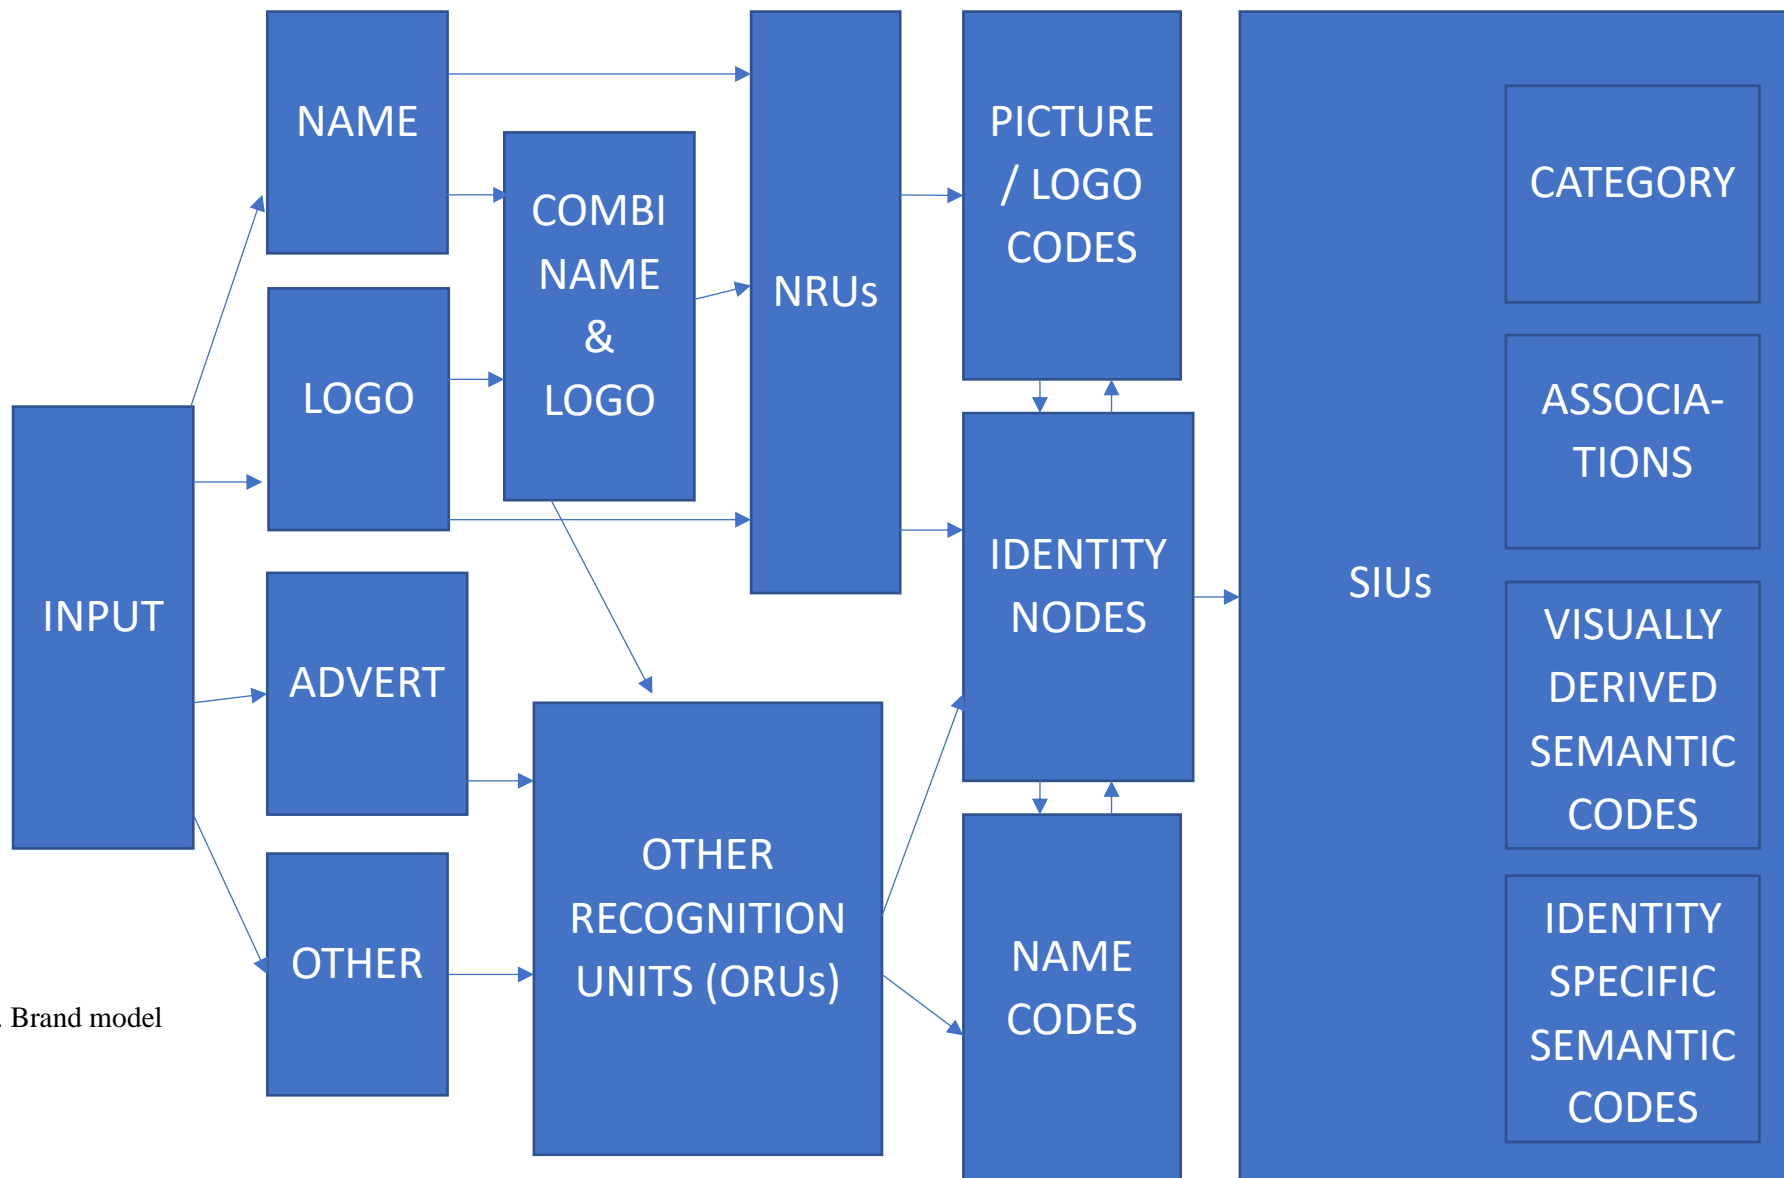 INPUT
NAME
LOGO
ADVERT
OTHER
COMBI
NAME
&
LOGO
NRUs
OTHER
RECOGNITION
UNITS (ORUs)
PICTURE
/ LOGO
CODES
IDENTITY
NODES
NAME
CODES
SIUs
CATEGORY
ASSOCIA-
TIONS
VISUALLY
DERIVED
SEMANTIC
CODES
IDENTITY
SPECIFIC
SEMANTIC
CODES
. Brand model